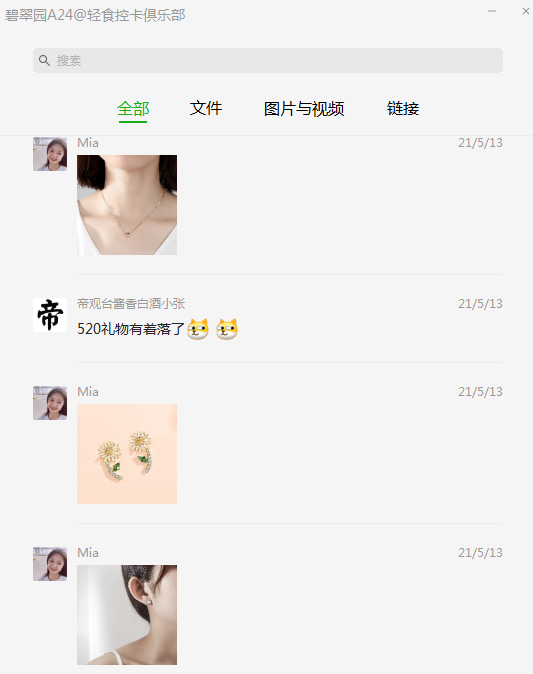 碧翠园A24@轻食控卡俱乐部
搜索
全部 文件 图片与视频 链接
Mia 21/5/13
帝观台酱香白酒小张 21/5/13
帝
520礼物有着落了
Mia 21/5/13
Mia 21/5/13